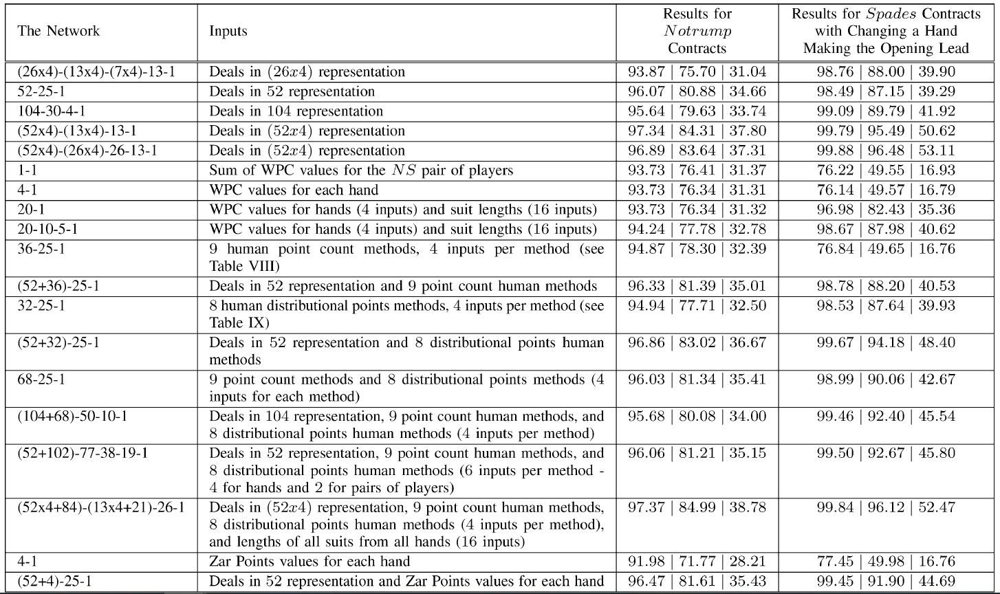 The Network | Inputs | Results for Notrump Contracts | Results for Spades Contracts with Changing a Hand Making the Opening Lead
(26x4)-(13x4)-(7x4)-13-1 | Deals in (26x4) representation | 93.87 | 75.70 | 31.04 | 98.76 | 88.00 | 39.90
52-25-1 | Deals in 52 representation | 96.07 | 80.88 | 34.66 | 98.49 | 87.15 | 39.29
104-30-4-1 | Deals in 104 representation | 95.64 | 79.63 | 33.74 | 99.09 | 89.79 | 41.92
(52x4)-(13x4)-13-1 | Deals in (52x4) representation | 97.34 | 84.31 | 37.80 | 99.79 | 95.49 | 50.62
(52x4)-(26x4)-26-13-1 | Deals in (52x4) representation | 96.89 | 83.64 | 37.31 | 99.88 | 96.48 | 53.11
1-1 | Sum of WPC values for the NS pair of players | 93.73 | 76.41 | 31.37 | 76.22 | 49.55 | 16.93
4-1 | WPC values for each hand | 93.73 | 76.34 | 31.31 | 76.14 | 49.57 | 16.79
20-1 | WPC values for hands (4 inputs) and suit lengths (16 inputs) | 93.73 | 76.34 | 31.32 | 96.98 | 82.43 | 35.36
20-10-5-1 | WPC values for hands (4 inputs) and suit lengths (16 inputs) | 94.24 | 77.78 | 32.78 | 98.67 | 87.98 | 40.62
36-25-1 | 9 human point count methods, 4 inputs per method (see | 94.87 | 78.30 | 32.39 | 76.84 | 49.65 | 16.76
Table VIII)
(52+36)-25-1 | Deals in 52 representation and 9 point count human methods | 96.33 | 81.39 | 35.01 | 98.78 | 88.20 | 40.53
32-25-1 | 8 human distributional points methods, 4 inputs per method (see | 94.94 | 77.71 | 32.50 | 98.53 | 87.64 | 39.93
Table IX)
(52+32)-25-1 | Deals in 52 representation and 8 distributional points human | 96.86 | 83.02 | 36.67 | 99.67 | 94.18 | 48.40
methods
68-25-1 | 9 point count methods and 8 distributional points methods (4 | 96.03 | 81.34 | 35.41 | 98.99 | 90.06 | 42.67
inputs for each method)
(104+68)-50-10-1 | Deals in 104 representation, 9 point count human methods, and | 95.68 | 80.08 | 34.00 | 99.46 | 92.40 | 45.54
8 distributional points human methods (4 inputs per method)
(52+102)-77-38-19-1 | Deals in 52 representation, 9 point count human methods, and | 96.06 | 81.21 | 35.15 | 99.50 | 92.67 | 45.80
8 distributional points human methods (6 inputs per method -
4 for hands and 2 for pairs of players)
(52x4+84)-(13x4+21)-26-1 | Deals in (52x4) representation, 9 point count human methods, | 97.37 | 84.99 | 38.78 | 99.84 | 96.12 | 52.47
8 distributional points human methods (4 inputs per method),
and lengths of all suits from all hands (16 inputs)
4-1 | Zar Points values for each hand | 91.98 | 71.77 | 28.21 | 77.45 | 49.98 | 16.76
(52+4)-25-1 | Deals in 52 representation and Zar Points values for each hand | 96.47 | 81.61 | 35.43 | 99.45 | 91.90 | 44.69